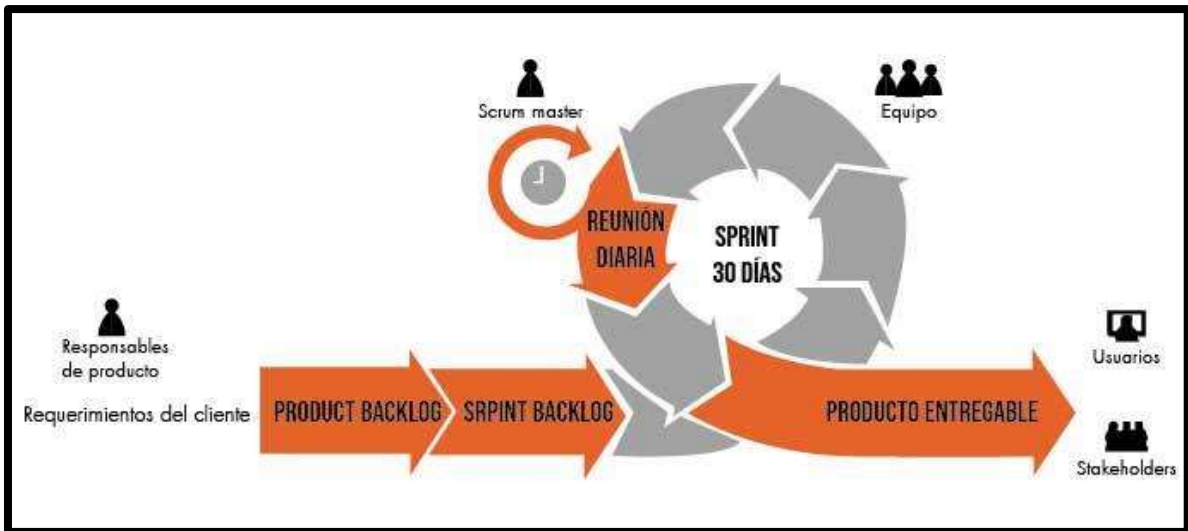 Scrum master
Equipo
REUNIÓN
DIARIA
SPRINT
30 DÍAS
Responsables
de producto
Usuarios
Requerimientos del cliente
PRODUCT BACKLOG
SRPINT BACKLOG
PRODUCTO ENTREGABLE
Stakeholders